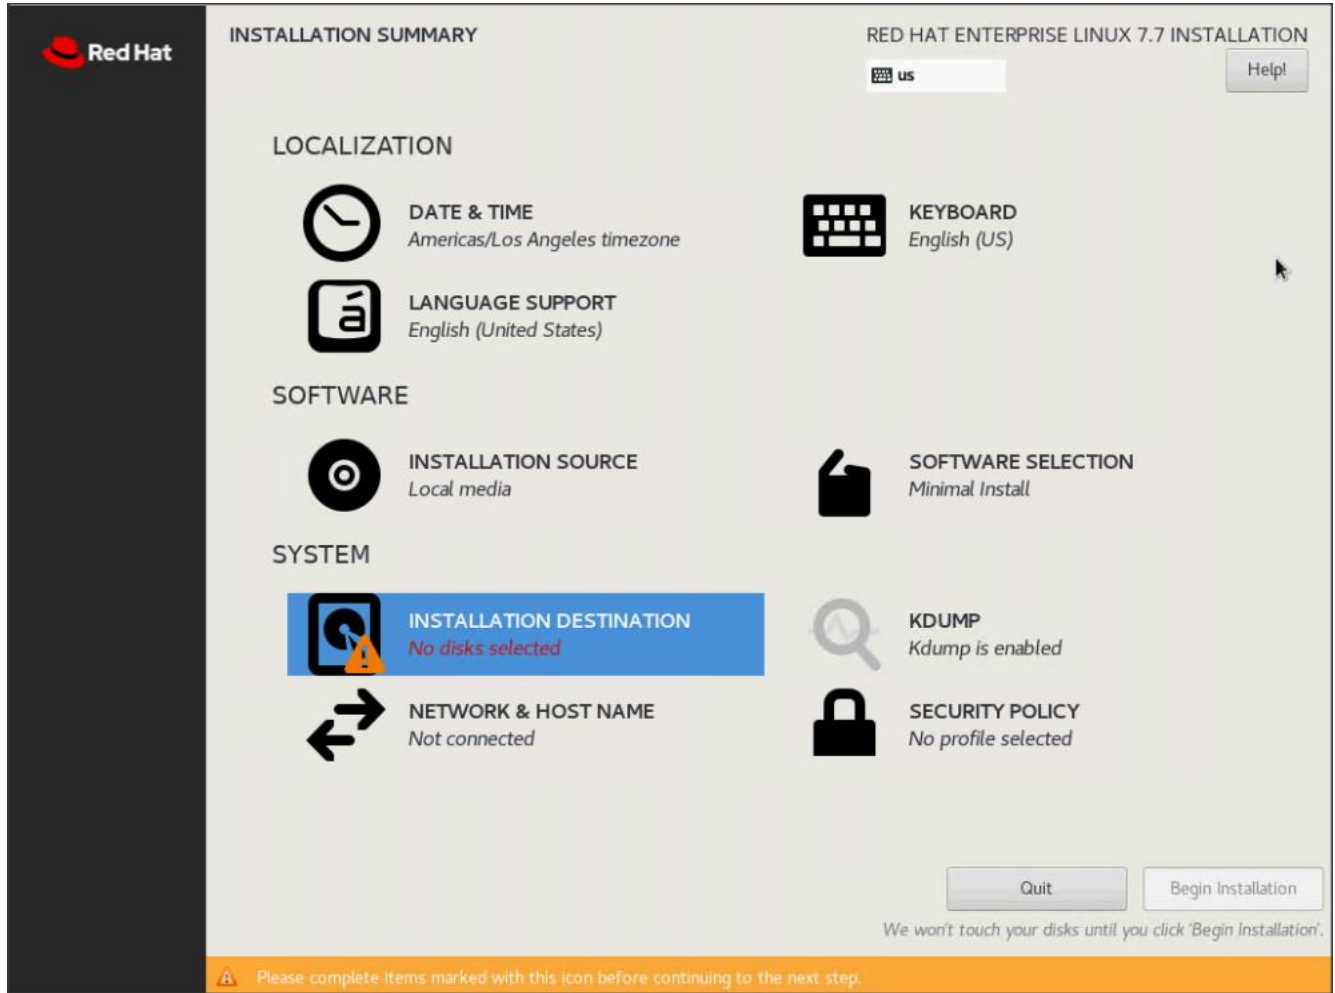 Red Hat
INSTALLATION SUMMARY
RED HAT ENTERPRISE LINUX 7.7 INSTALLATION
us
Help!
LOCALIZATION
DATE & TIME
Americas/Los Angeles timezone
KEYBOARD
English (US)
á
LANGUAGE SUPPORT
English (United States)
SOFTWARE
INSTALLATION SOURCE
Local media
SOFTWARE SELECTION
Minimal Install
SYSTEM
INSTALLATION DESTINATION
No disks selected
KDUMP
Kdump is enabled
NETWORK & HOST NAME
Not connected
SECURITY POLICY
No profile selected
Quit
Begin Installation
We won't touch your disks until you click 'Begin Installation'.
Please complete items marked with this icon before continuing to the next step.